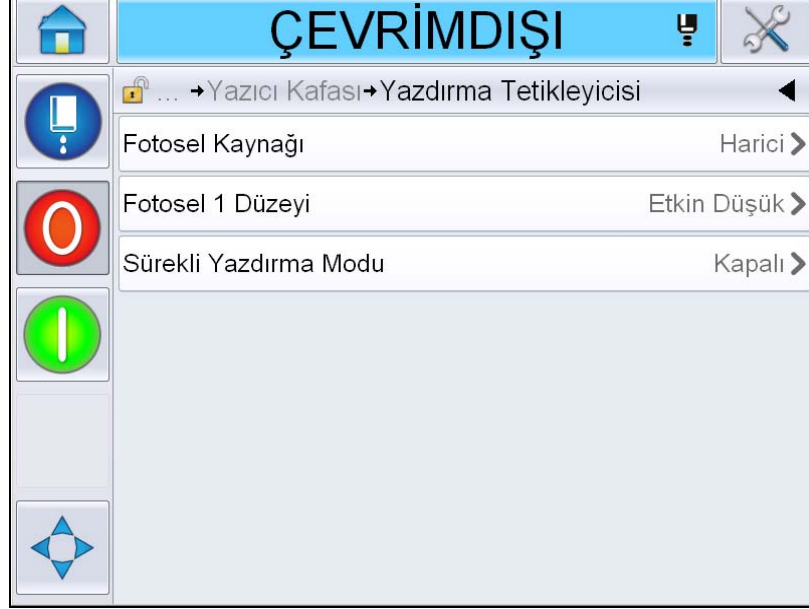 ÇEVRİMDIŞI
... →Yazıcı Kafası→Yazdırma Tetikleyicisi
Fotosel Kaynağı Harici
Fotosel 1 Düzeyi Etkin Düşük
Sürekli Yazdırma Modu Kapalı